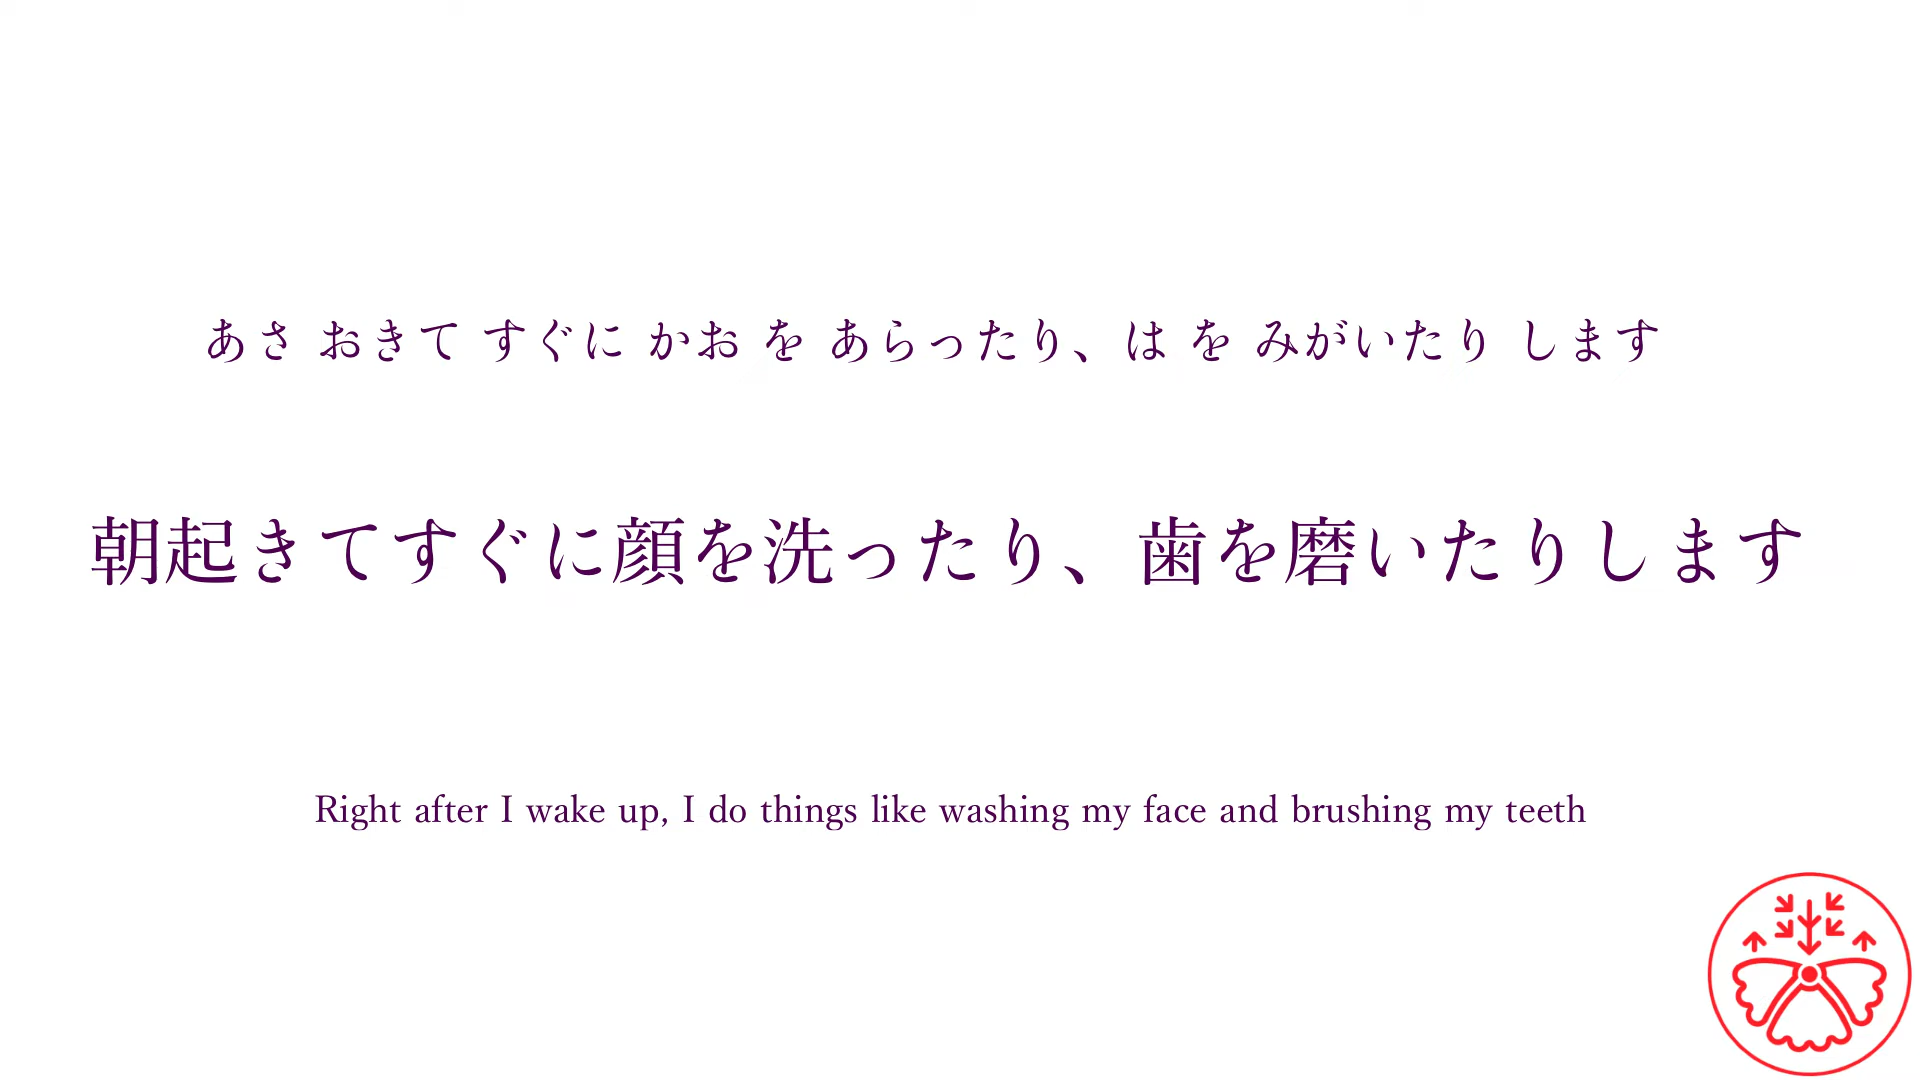 あさ おきて すぐに かお を あらったり、は を みがいたり します
朝起きてすぐに顔を洗ったり、歯を磨いたりします
Right after I wake up, I do things like washing my face and brushing my teeth